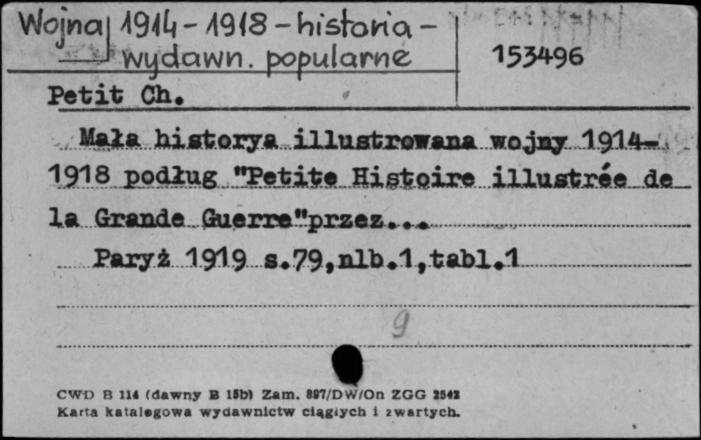 Wojna 1914-1918-historia-
wydawn. popularne
153496
Petit Ch.
Mała historya illustrowana wojny 1914-
1918 podług "Petite Histoire illustrée de
la Grande Guerre"przez...
Paryż 1919 s.79,nlb.1,tabl.1
9
CWD B 114 (dawny B 15b) Zam. 897/DW/On ZGG 2542
Karta katalogowa wydawnictw ciągłych i zwartych.